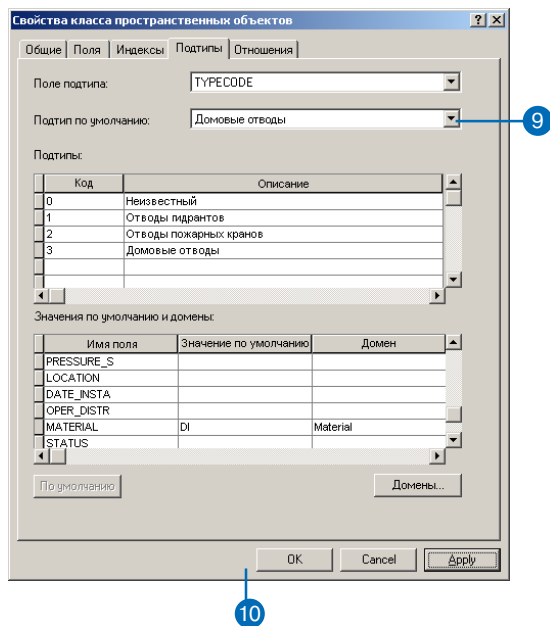 Свойства класса пространственных объектов
Общие Поля Индексы Подтипы Отношения
Поле подтипа: TYPECODE
Подтип по умолчанию: Домовые отводы 9
Подтипы:
Код Описание
0 Неизвестный
1 Отводы гидрантов
2 Отводы пожарных кранов
3 Домовые отводы
Значения по умолчанию и домены:
Имя поля Значение по умолчанию Домен
PRESSURE_S
LOCATION
DATE_INSTA
OPER_DISTR
MATERIAL DI Material
STATUS
По умолчанию Домены...
OK Cancel Apply
10